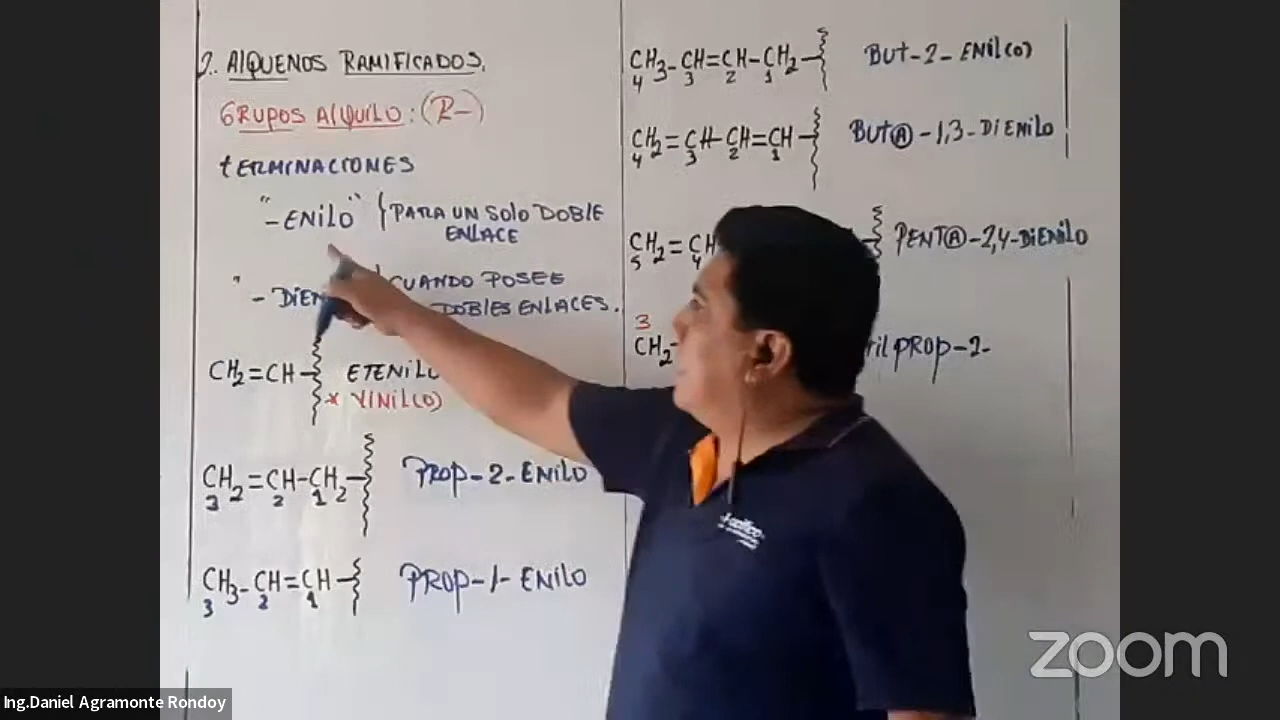 2.. AlQUENOS RAMIFICADOS.
GRUPOS AlQUILO : (R-)
tERMINACIONES
"-ENilO" { PARA UN SOlO DOBlE
ENlACE
" - DiEN
CUANDO POSEE
DOBlES ENlACES.
CH2=CH- ETENilO
* VINIL(O)
CH2=CH-CH2- PROP-2-ENilO
3 2 1
CH3-CH=CH- PROP-1-ENilO
3 2 1
CH3-CH=CH-CH2- BUT-2-ENil(O)
4 3 2 1
CH2=CH-CH=CH- BUTⒶ-1,3-DiENilO
4 3 2 1
CH2=CH PENTⒶ-2,4-DiENilO
5 4
3
CH2 til PROP-2-
+ Pacífico
zoom
Ing.Daniel Agramonte Rondoy